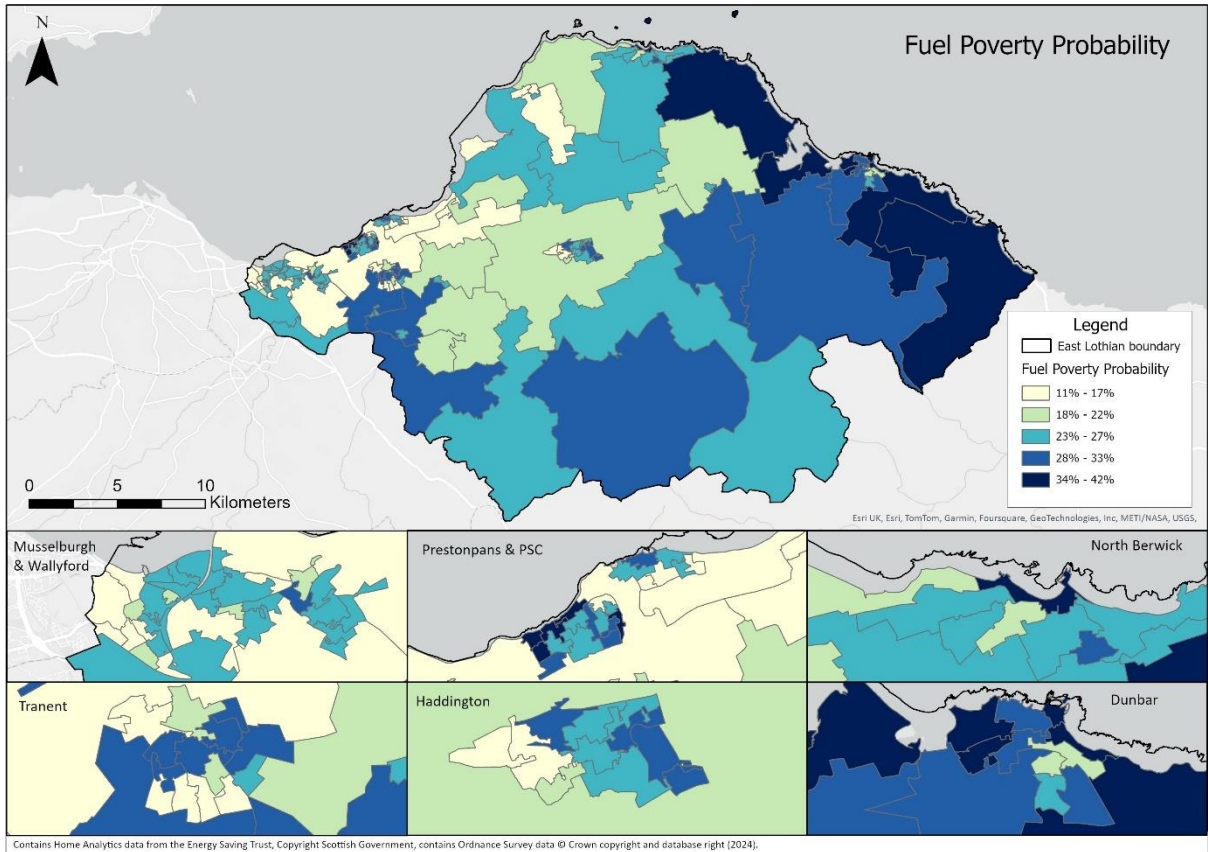 N
Fuel Poverty Probability
Legend
East Lothian boundary
Fuel Poverty Probability
11% - 17%
18% - 22%
23% - 27%
28% - 33%
34% - 42%
0 5 10
Kilometers
Esri UK, Esri, TomTom, Garmin, Foursquare, GeoTechnologies, Inc, METI/NASA, USGS,
Musselburgh
& Wallyford
Prestonpans & PSC
North Berwick
Tranent
Haddington
Dunbar
Contains Home Analytics data from the Energy Saving Trust, Copyright Scottish Government, contains Ordnance Survey data © Crown copyright and database right (2024).